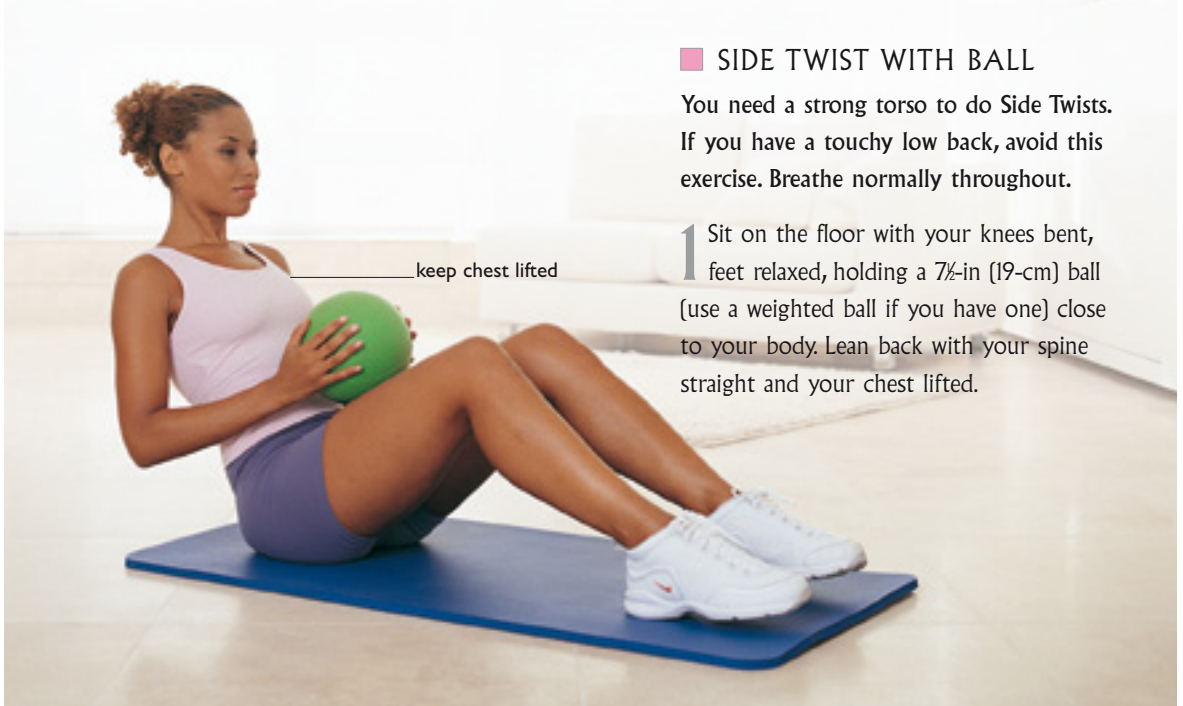 SIDE TWIST WITH BALL
You need a strong torso to do Side Twists.
If you have a touchy low back, avoid this
exercise. Breathe normally throughout.
1 Sit on the floor with your knees bent,
feet relaxed, holding a 7½-in (19-cm) ball
(use a weighted ball if you have one) close
to your body. Lean back with your spine
straight and your chest lifted.
keep chest lifted